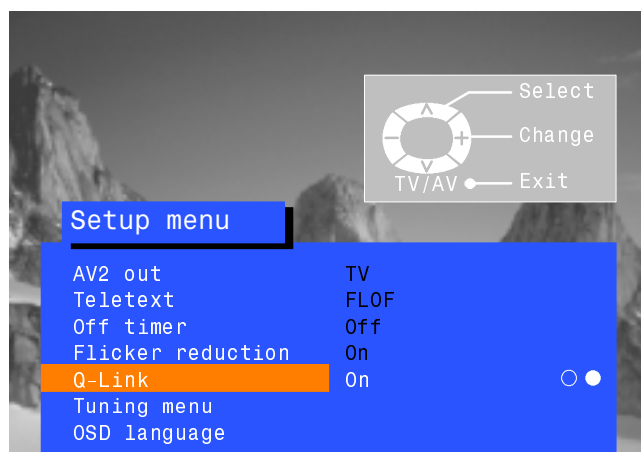 Select
Change
TV/AV Exit
Setup menu
AV2 out TV
Teletext FLOF
Off timer Off
Flicker reduction On
Q-Link On
Tuning menu
OSD language